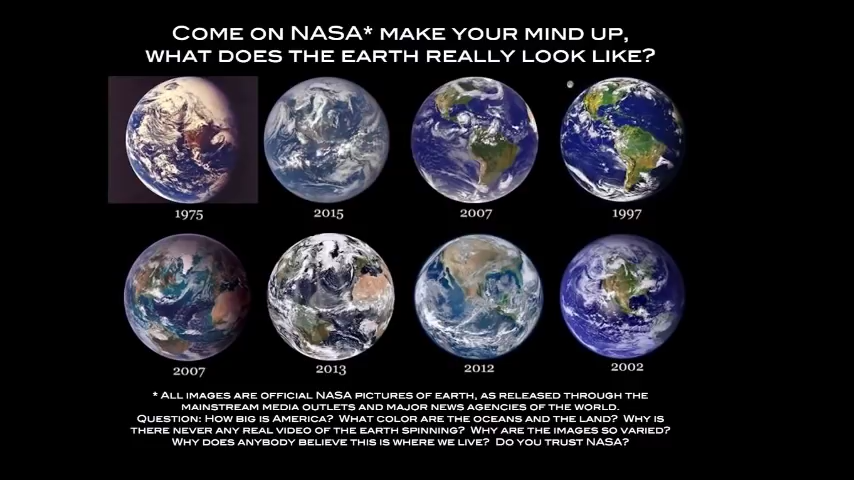 Come on NASA* make your mind up,
what does the earth really look like?
1975 2015 2007 1997
2007 2013 2012 2002
* All images are official NASA pictures of earth, as released through the
mainstream media outlets and major news agencies of the world.
Question: How big is America? What color are the oceans and the land? Why is
there never any real video of the earth spinning? Why are the images so varied?
Why does anybody believe this is where we live? Do you trust NASA?